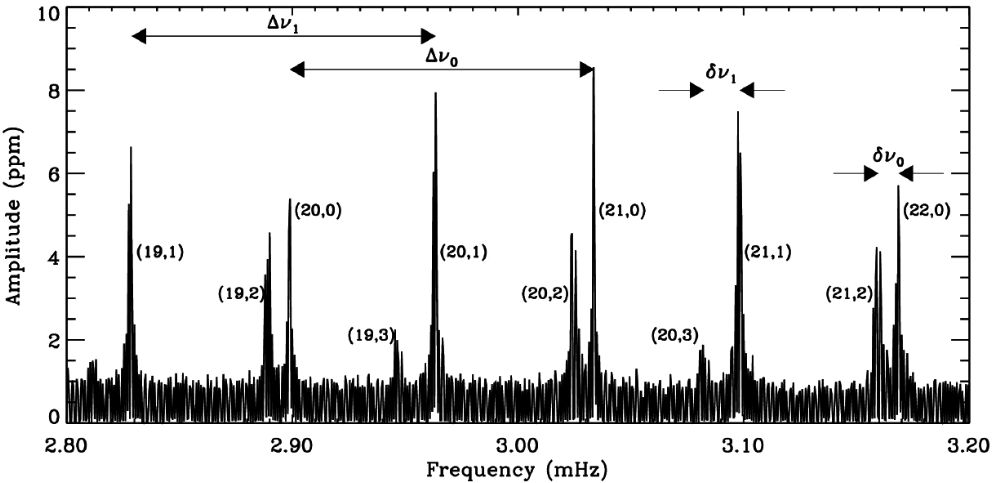 10
8
6
4
2
0
Amplitude (ppm)
Δν₁
Δν₀
δν₁
δν₀
(19,1)
(19,2)
(20,0)
(19,3)
(20,1)
(20,2)
(21,0)
(20,3)
(21,1)
(21,2)
(22,0)
2.80 2.90 3.00 3.10 3.20
Frequency (mHz)